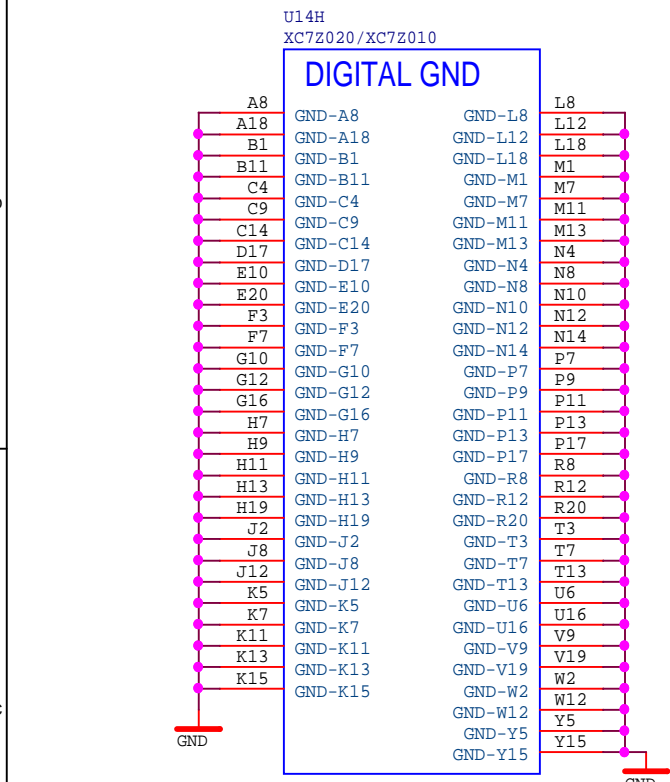 U14H
XC7Z020/XC7Z010
DIGITAL GND
A8 GND-A8 GND-L8 L8
A18 GND-A18 GND-L12 L12
B1 GND-B1 GND-L18 L18
B11 GND-B11 GND-M1 M1
C4 GND-C4 GND-M7 M7
C9 GND-C9 GND-M11 M11
C14 GND-C14 GND-M13 M13
D17 GND-D17 GND-N4 N4
E10 GND-E10 GND-N8 N8
E20 GND-E20 GND-N10 N10
F3 GND-F3 GND-N12 N12
F7 GND-F7 GND-N14 N14
G10 GND-G10 GND-P7 P7
G12 GND-G12 GND-P9 P9
G16 GND-G16 GND-P11 P11
H7 GND-H7 GND-P13 P13
H9 GND-H9 GND-P17 P17
H11 GND-H11 GND-R8 R8
H13 GND-H13 GND-R12 R12
H19 GND-H19 GND-R20 R20
J2 GND-J2 GND-T3 T3
J8 GND-J8 GND-T7 T7
J12 GND-J12 GND-T13 T13
K5 GND-K5 GND-U6 U6
K7 GND-K7 GND-U16 U16
K11 GND-K11 GND-V9 V9
K13 GND-K13 GND-V19 V19
K15 GND-K15 GND-W2 W2
GND-W12 W12
GND-Y5 Y5
GND-Y15 Y15
GND
GND